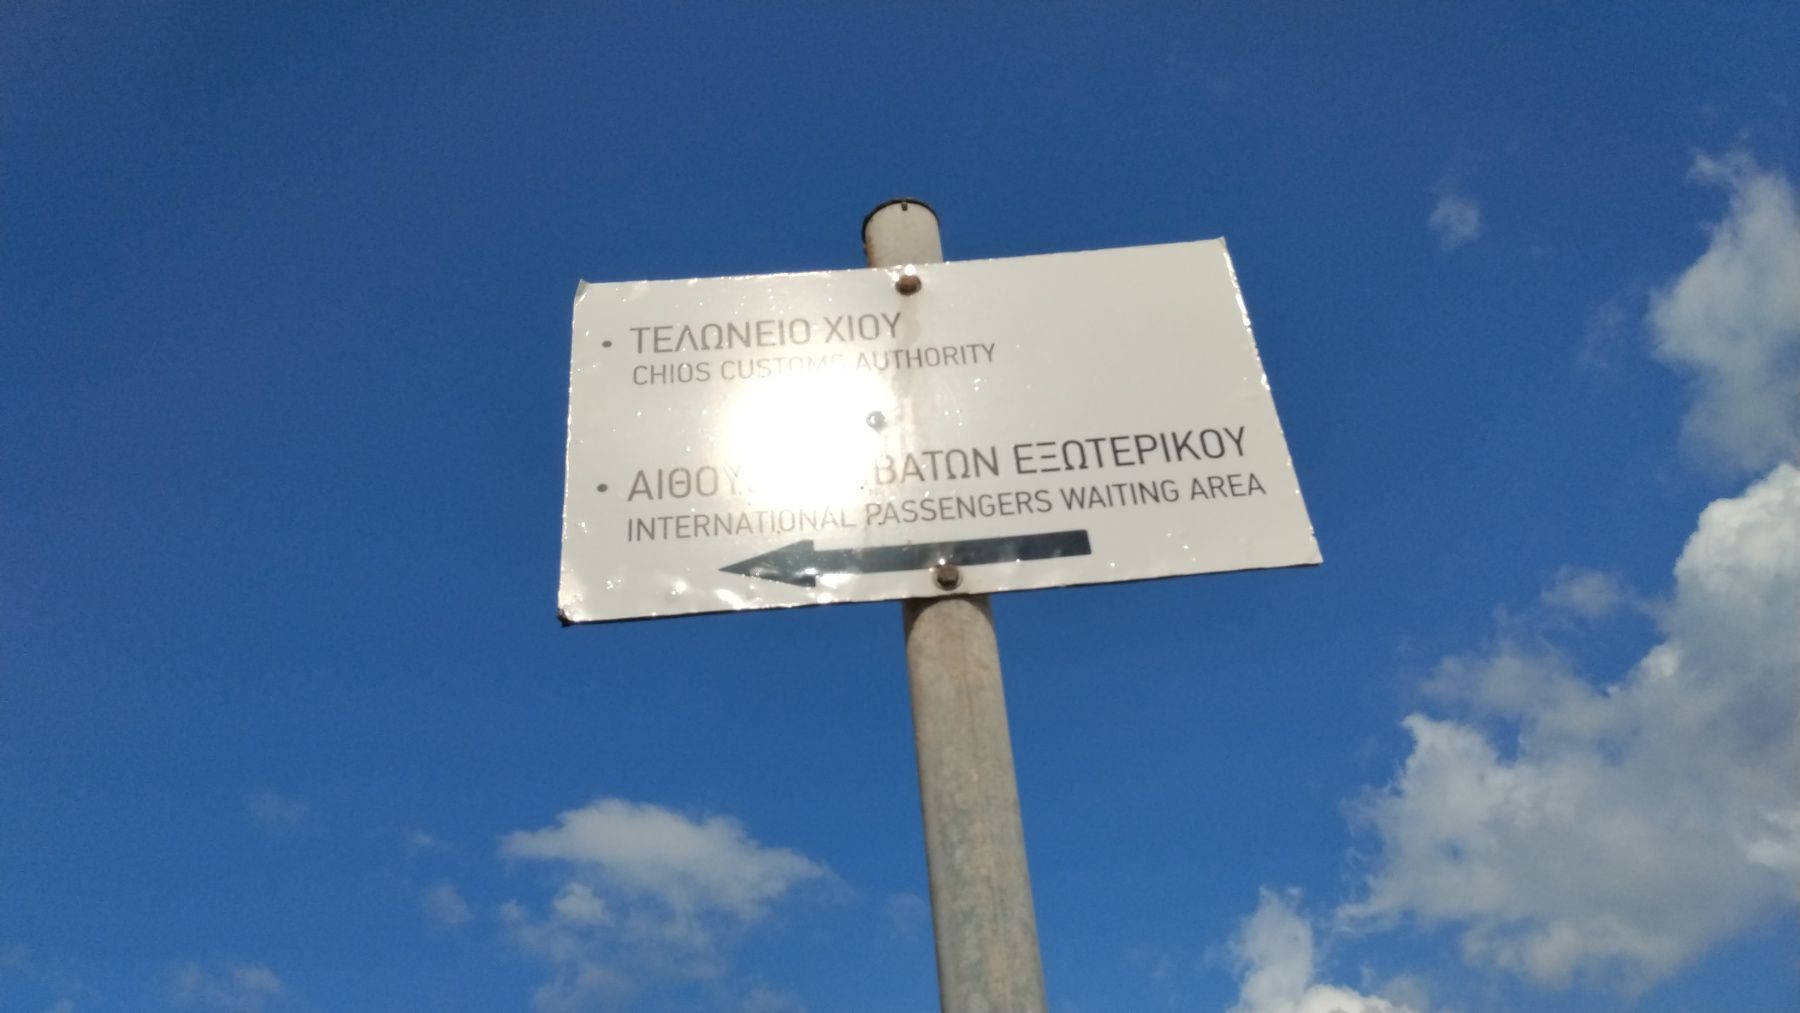 • ΤΕΛΩΝΕΙΟ ΧΙΟΥ
CHIOS CUSTOMS AUTHORITY
• ΕΞΩΤΕΡΙΚΟΥ
INTERNATIONAL PASSENGERS WAITING AREA